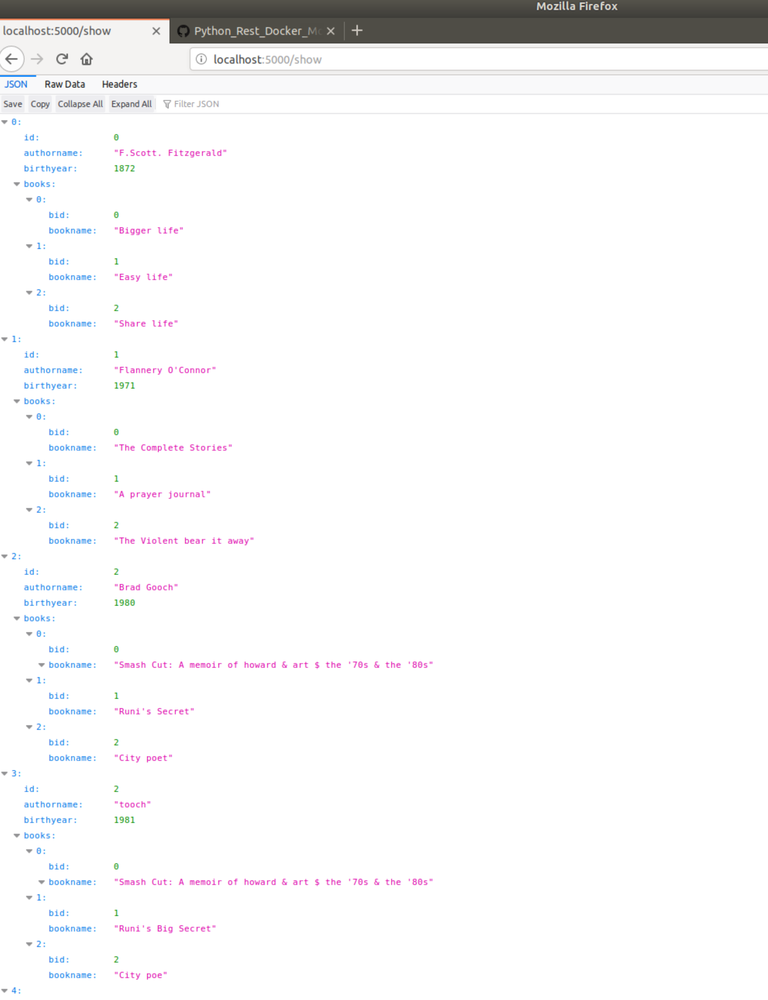 Mozilla Firefox
localhost:5000/show
Python_Rest_Docker_Mo
localhost:5000/show
JSON Raw Data Headers
Save Copy Collapse All Expand All Filter JSON
0:
id: 0
authorname: "F.Scott. Fitzgerald"
birthyear: 1872
books:
0:
bid: 0
bookname: "Bigger life"
1:
bid: 1
bookname: "Easy life"
2:
bid: 2
bookname: "Share life"
1:
id: 1
authorname: "Flannery O'Connor"
birthyear: 1971
books:
0:
bid: 0
bookname: "The Complete Stories"
1:
bid: 1
bookname: "A prayer journal"
2:
bid: 2
bookname: "The Violent bear it away"
2:
id: 2
authorname: "Brad Gooch"
birthyear: 1980
books:
0:
bid: 0
bookname: "Smash Cut: A memoir of howard & art $ the '70s & the '80s"
1:
bid: 1
bookname: "Runi's Secret"
2:
bid: 2
bookname: "City poet"
3:
id: 2
authorname: "tooch"
birthyear: 1981
books:
0:
bid: 0
bookname: "Smash Cut: A memoir of howard & art $ the '70s & the '80s"
1:
bid: 1
bookname: "Runi's Big Secret"
2:
bid: 2
bookname: "City poe"
4: